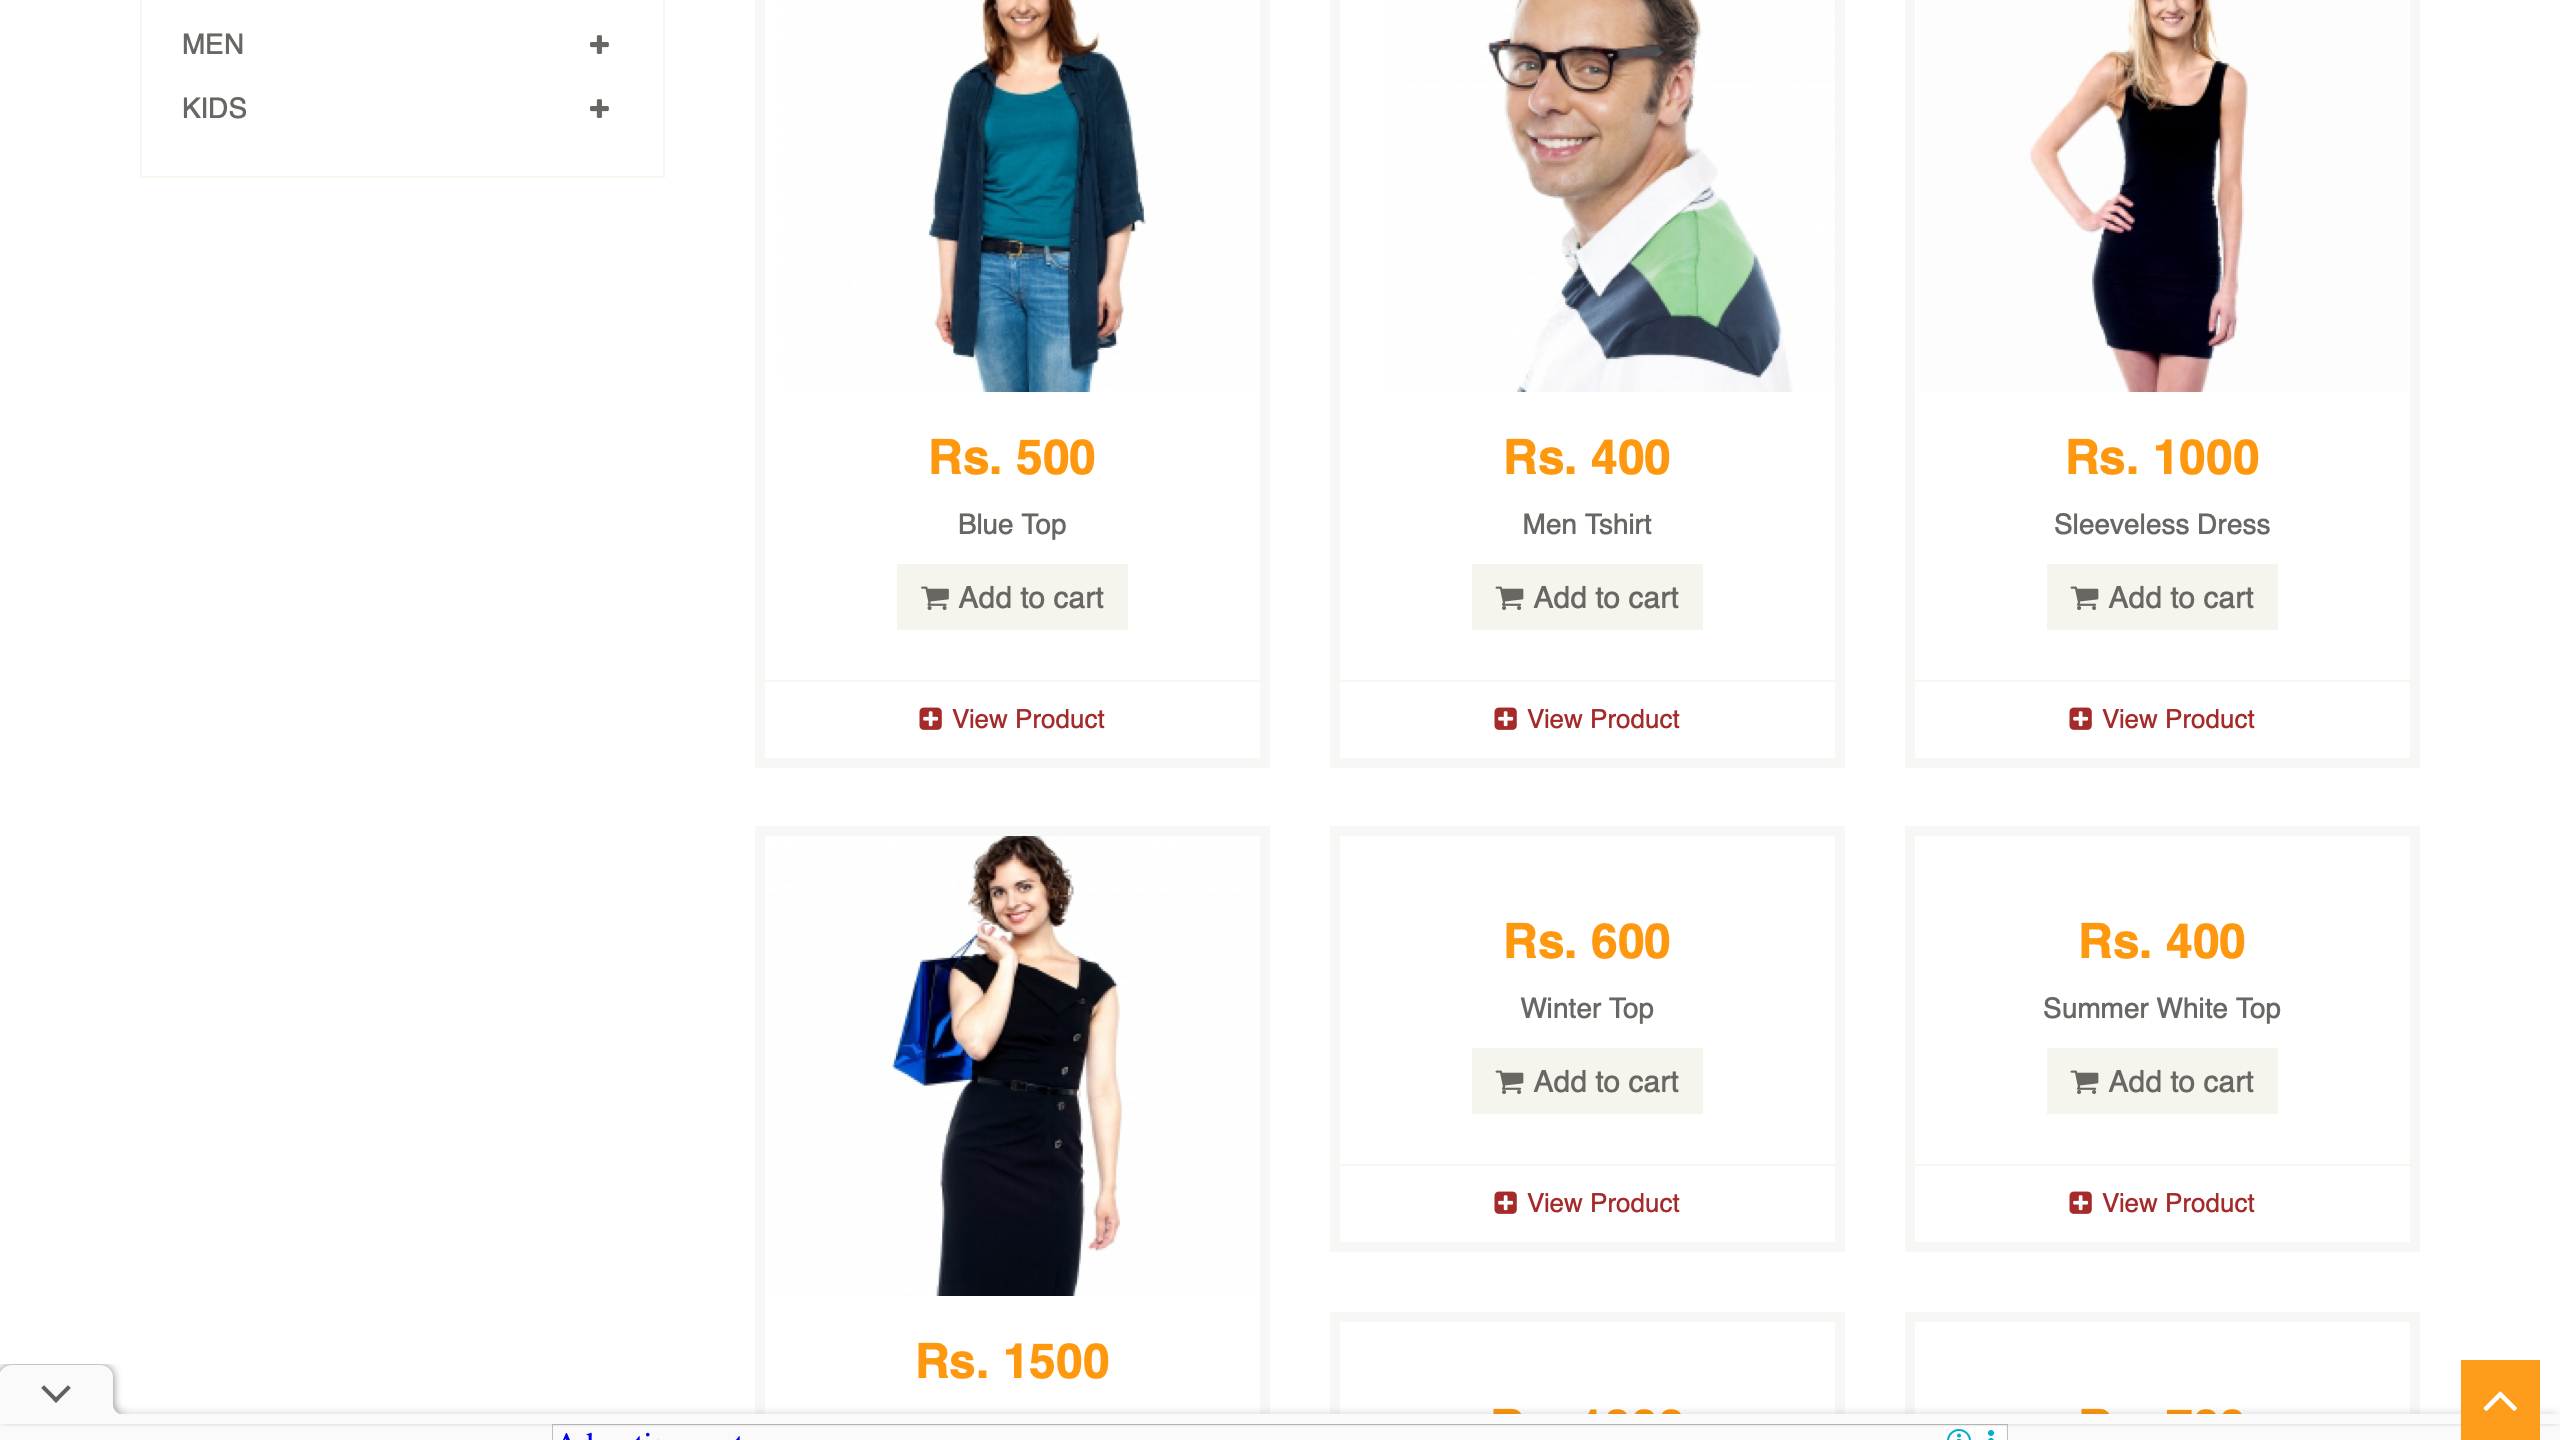 MEN
KIDS
Rs. 500
Blue Top
Add to cart
View Product
Rs. 400
Men Tshirt
Add to cart
View Product
Rs. 1000
Sleeveless Dress
Add to cart
View Product
Rs. 1500
Rs. 600
Winter Top
Add to cart
View Product
Rs. 400
Summer White Top
Add to cart
View Product